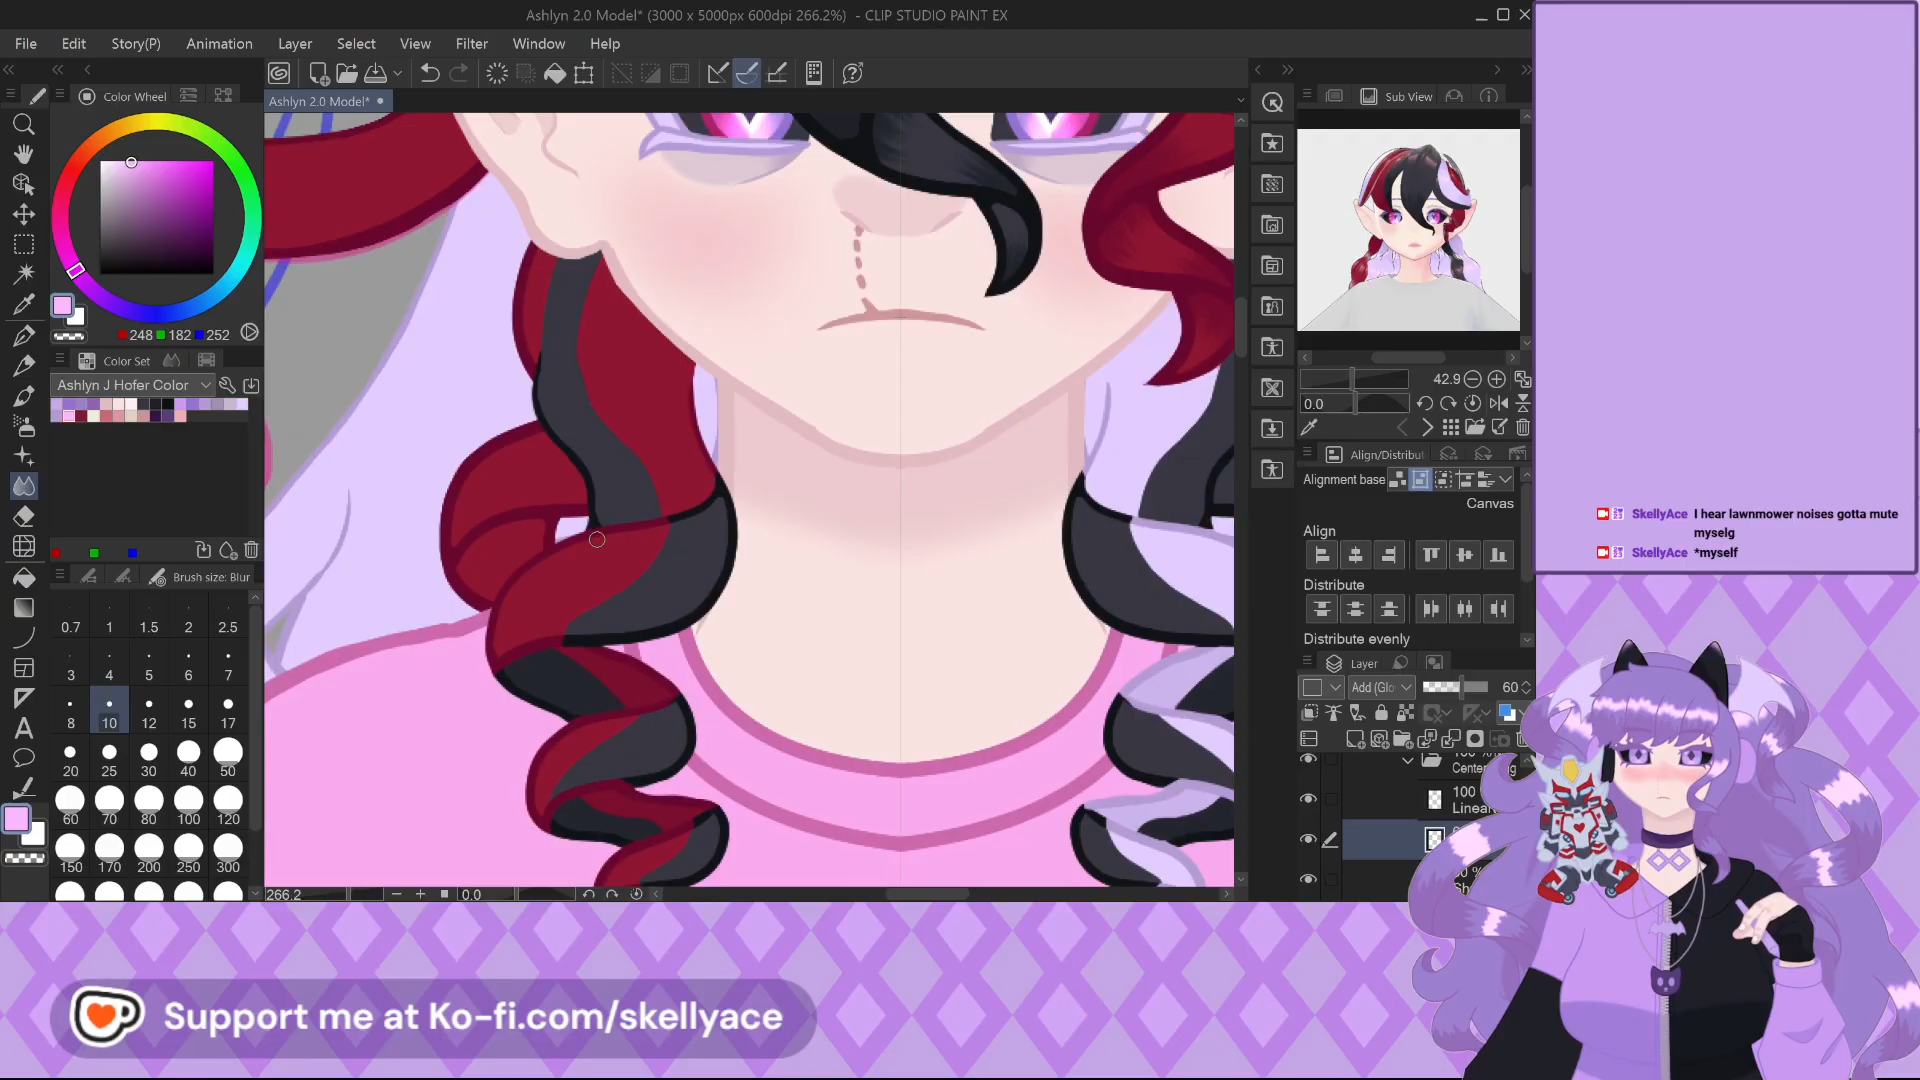 Ashlyn 2.0 Model* (3000 x 5000px 600dpi 266.2%) - CLIP STUDIO PAINT EX
File Edit Story(P) Animation Layer Select View Filter Window Help
Color Wheel
Ashlyn 2.0 Model*
Sub View
248 182 252
Color Set
Ashlyn J Hofer Color
42.9
0.0
Align/Distribut
Alignment base
Canvas
Align
Distribute
Distribute evenly
Brush size: Blur
0.7 1 1.5 2 2.5
3 4 5 6 7
8 10 12 15 17
20 25 30 40 50
60 70 80 100 120
150 170 200 250 300
Layer
Add (Glo 60
100
Linear
266.2 0.0
SkellyAce I hear lawnmower noises gotta mute
myselg
SkellyAce *myself
Support me at Ko-fi.com/skellyace